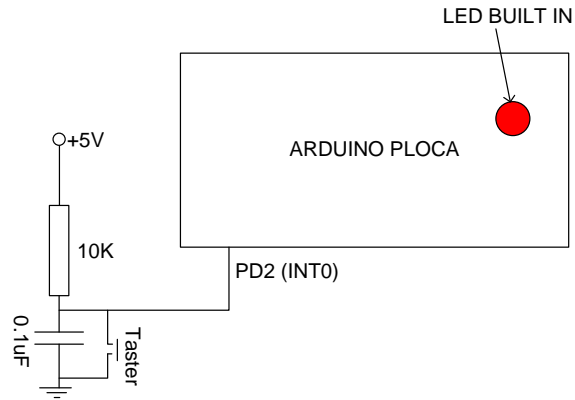 LED BUILT IN
+5V
ARDUINO PLOCA
10K
PD2 (INT0)
0.1uF
Taster